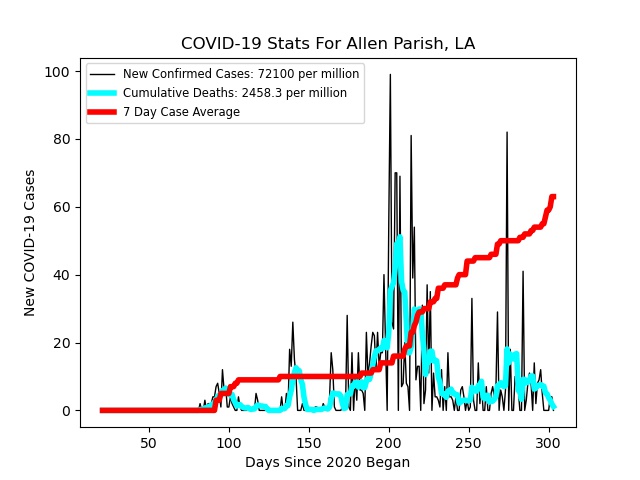 COVID-19 Stats For Allen Parish, LA
New Confirmed Cases: 72100 per million
Cumulative Deaths: 2458.3 per million
7 Day Case Average
New COVID-19 Cases
100
80
60
40
20
0
50 100 150 200 250 300
Days Since 2020 Began